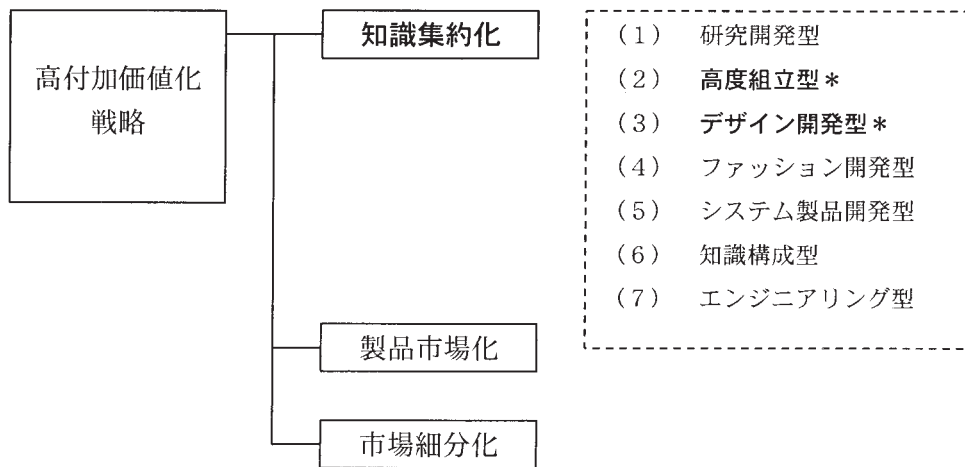 高付加価値化
戦略
知識集約化
(1) 研究開発型
(2) 高度組立型*
(3) デザイン開発型*
(4) ファッション開発型
(5) システム製品開発型
(6) 知識構成型
(7) エンジニアリング型
製品市場化
市場細分化